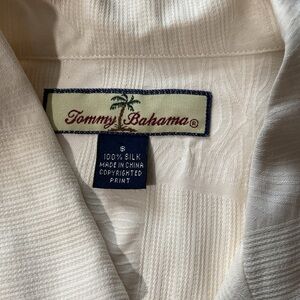 Tommy Bahama®
S
100% SILK
MADE IN CHINA
COPYRIGHTED
PRINT